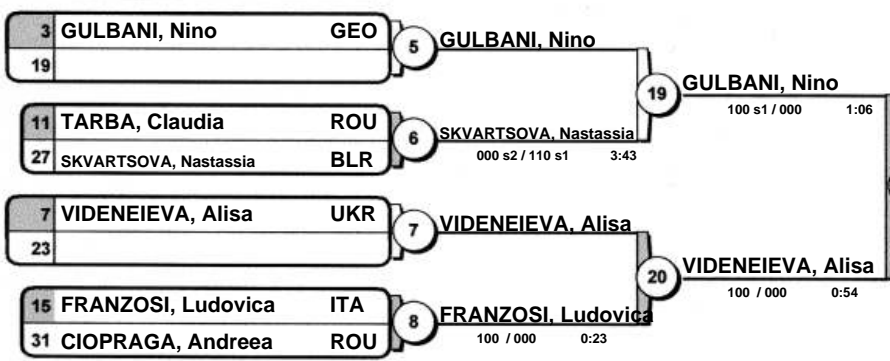 3 GULBANI, Nino GEO
19
5
GULBANI, Nino
11 TARBA, Claudia ROU
27 SKVARTSOVA, Nastassia BLR
6
SKVARTSOVA, Nastassia
000 s2 / 110 s1 3:43
19
GULBANI, Nino
100 s1 / 000 1:06
7 VIDENEIEVA, Alisa UKR
23
7
VIDENEIEVA, Alisa
15 FRANZOSI, Ludovica ITA
31 CIOPRAGA, Andreea ROU
8
FRANZOSI, Ludovica
100 / 000 0:23
20
VIDENEIEVA, Alisa
100 / 000 0:54